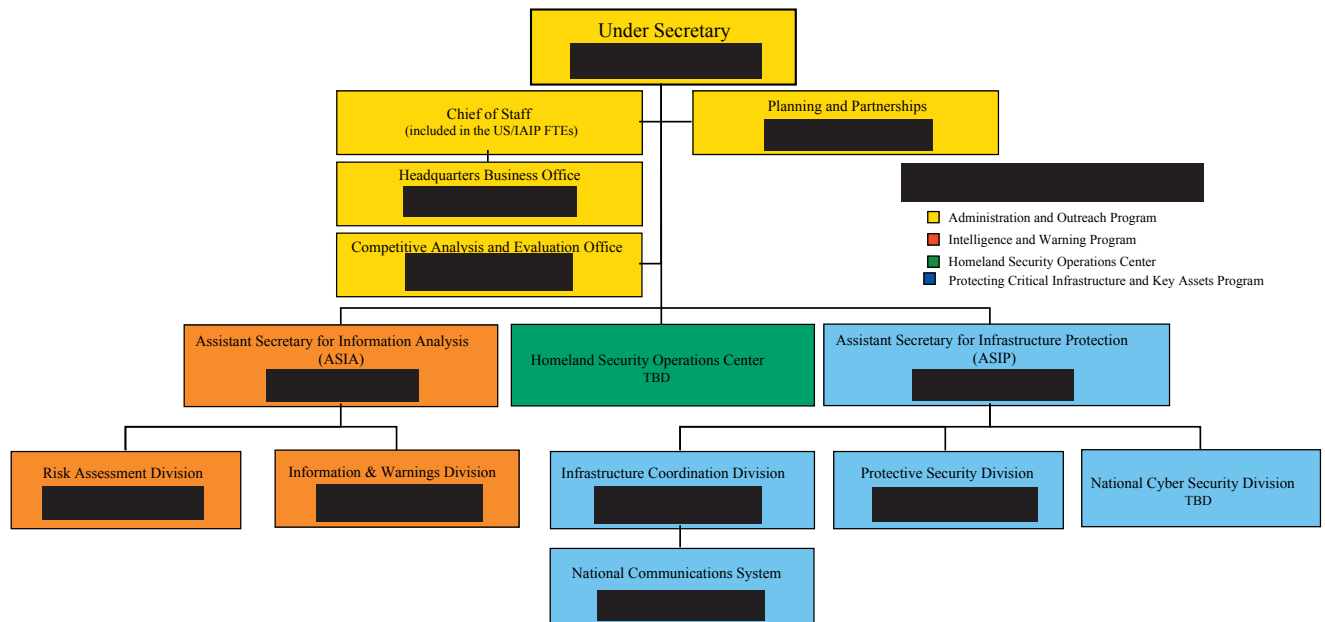 Under Secretary
Chief of Staff
(included in the US/IAIP FTEs)
Planning and Partnerships
Headquarters Business Office
Competitive Analysis and Evaluation Office
Administration and Outreach Program
Intelligence and Warning Program
Homeland Security Operations Center
Protecting Critical Infrastructure and Key Assets Program
Assistant Secretary for Information Analysis
(ASIA)
Homeland Security Operations Center
TBD
Assistant Secretary for Infrastructure Protection
(ASIP)
Risk Assessment Division
Information & Warnings Division
Infrastructure Coordination Division
Protective Security Division
National Cyber Security Division
TBD
National Communications System